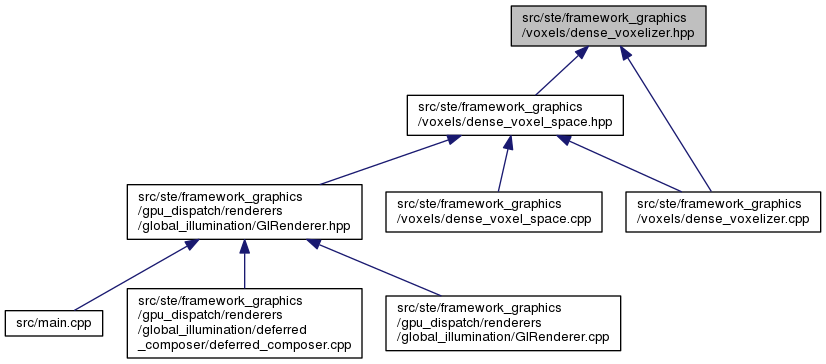 src/ste/framework_graphics
/voxels/dense_voxelizer.hpp
src/ste/framework_graphics
/voxels/dense_voxel_space.hpp
src/ste/framework_graphics
/gpu_dispatch/renderers
/global_illumination/GIRenderer.hpp
src/ste/framework_graphics
/voxels/dense_voxel_space.cpp
src/ste/framework_graphics
/voxels/dense_voxelizer.cpp
src/main.cpp
src/ste/framework_graphics
/gpu_dispatch/renderers
/global_illumination/deferred
_composer/deferred_composer.cpp
src/ste/framework_graphics
/gpu_dispatch/renderers
/global_illumination/GIRenderer.cpp